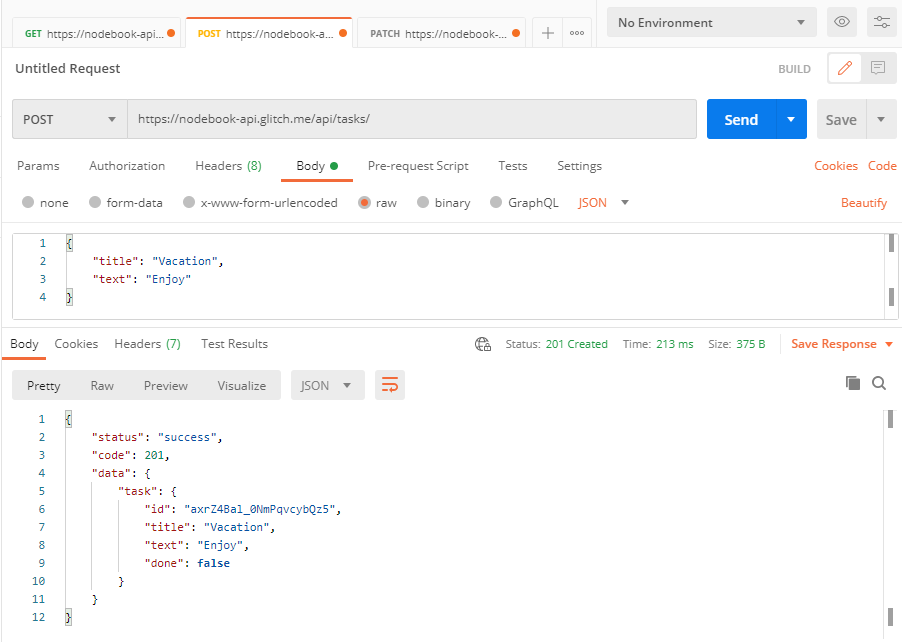 GET https://nodebook-api... POST https://nodebook-a... PATCH https://nodebook-... No Environment
Untitled Request BUILD
POST https://nodebook-api.glitch.me/api/tasks/ Send Save
Params Authorization Headers (8) Body Pre-request Script Tests Settings Cookies Code
none form-data x-www-form-urlencoded raw binary GraphQL JSON Beautify
1 {
2 "title": "Vacation",
3 "text": "Enjoy"
4 }
Body Cookies Headers (7) Test Results Status: 201 Created Time: 213 ms Size: 375 B Save Response
Pretty Raw Preview Visualize JSON
1 {
2 "status": "success",
3 "code": 201,
4 "data": {
5 "task": {
6 "id": "axrZ4Bal_0NmPqvcybQz5",
7 "title": "Vacation",
8 "text": "Enjoy",
9 "done": false
10 }
11 }
12 }